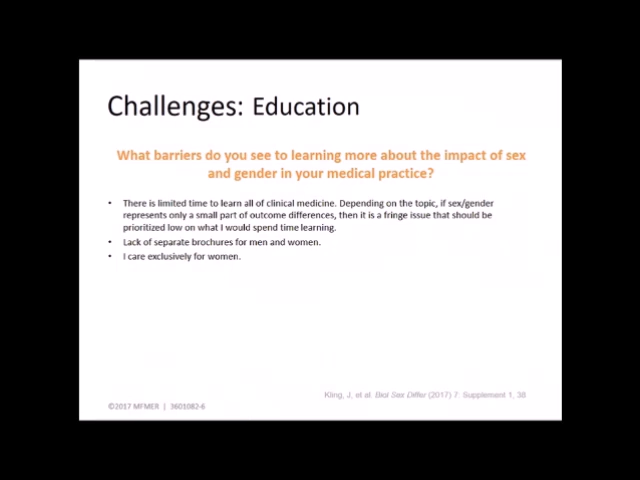 Challenges: Education
What barriers do you see to learning more about the impact of sex
and gender in your medical practice?
• There is limited time to learn all of clinical medicine. Depending on the topic, if sex/gender
represents only a small part of outcome differences, then it is a fringe issue that should be
prioritized low on what I would spend time learning.
• Lack of separate brochures for men and women.
• I care exclusively for women.
Kling, J, et al. Biol Sex Differ (2017) 7: Supplement 1, 38
©2017 MFMER | 3601082-6